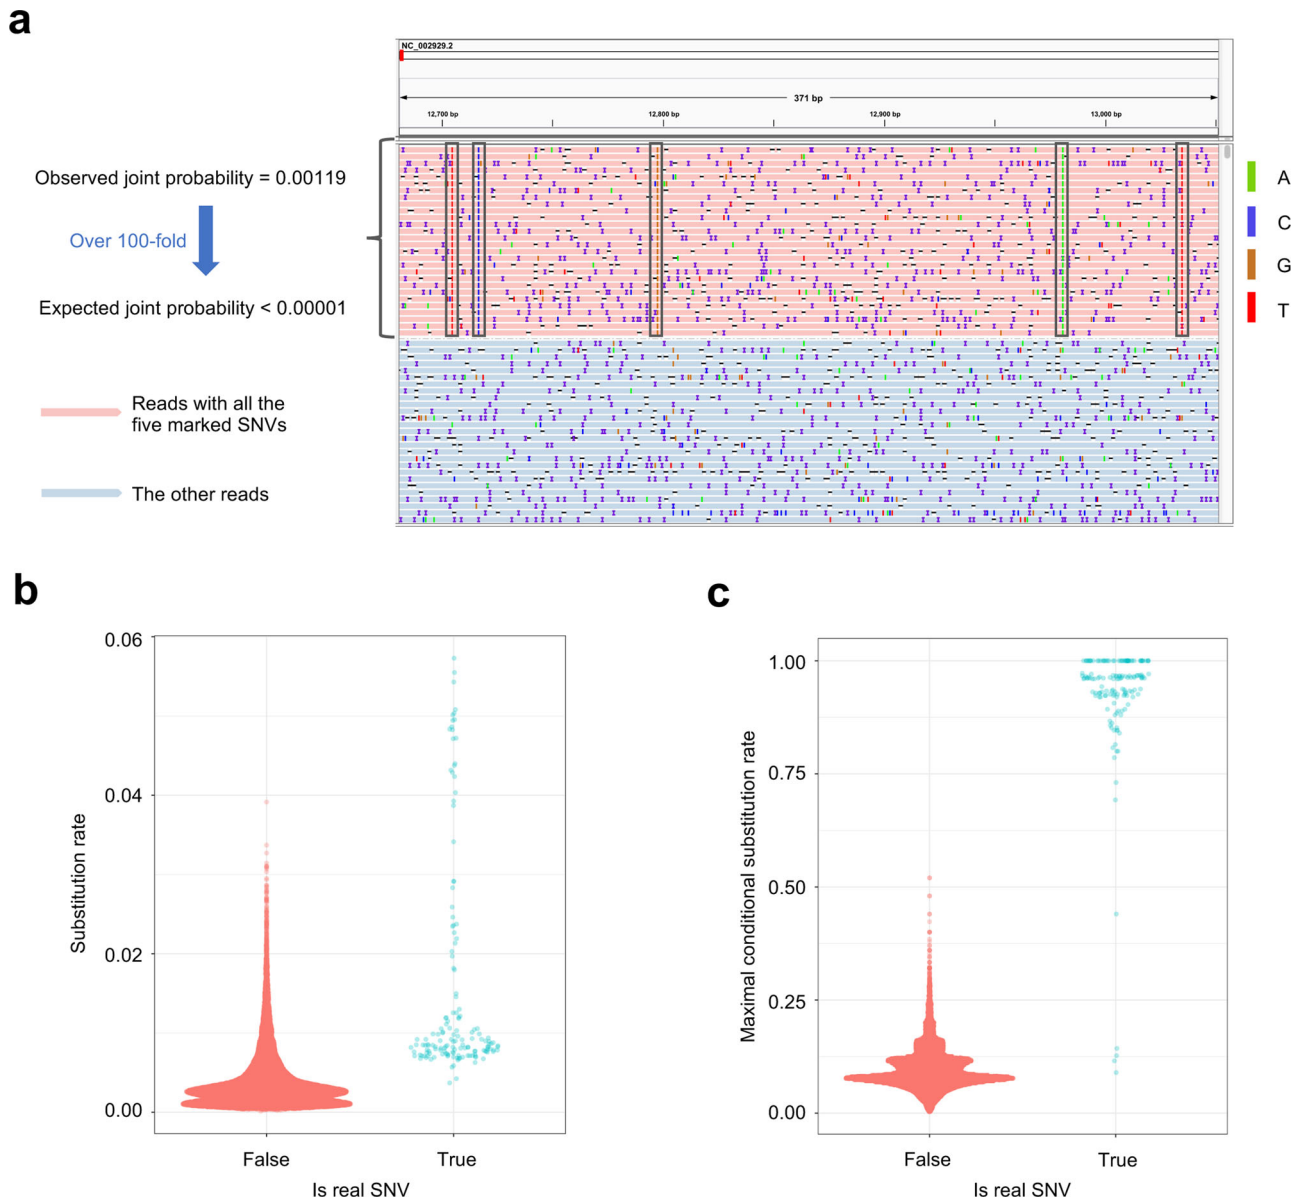 a
NC_002929.2
371 bp
12,700 bp 12,800 bp 12,900 bp 13,000 bp
Observed joint probability = 0.00119
Over 100-fold
Expected joint probability < 0.00001
Reads with all the
five marked SNVs
The other reads
A
C
G
T
b
0.06
0.04
0.02
0.00
Substitution rate
False True
Is real SNV
c
1.00
0.75
0.50
0.25
0.00
Maximal conditional substitution rate
False True
Is real SNV